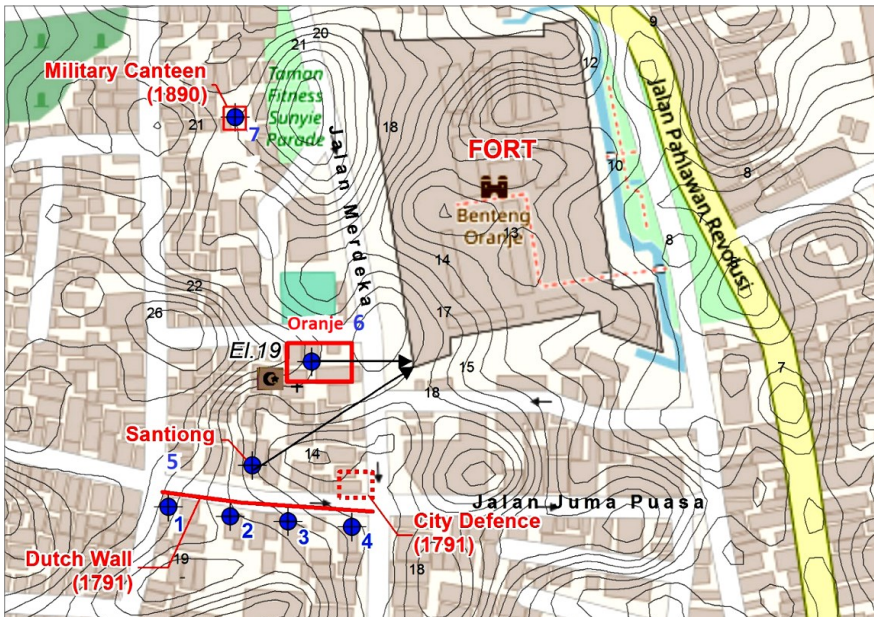 21
20
9
Military Canteen
(1890)
Taman
Fitness
Sunyie
Parade
12
21
7
18
Jalan Merdeka
FORT
Jalan Pahlawan Revolusi
10
8
Benteng
Oranje
13
8
14
22
26
17
Oranje
6
El.19
15
7
18
Santiong
14
5
Jalan Juma Puasa
1
2
3
4
City Defence
(1791)
Dutch Wall
(1791)
19
18